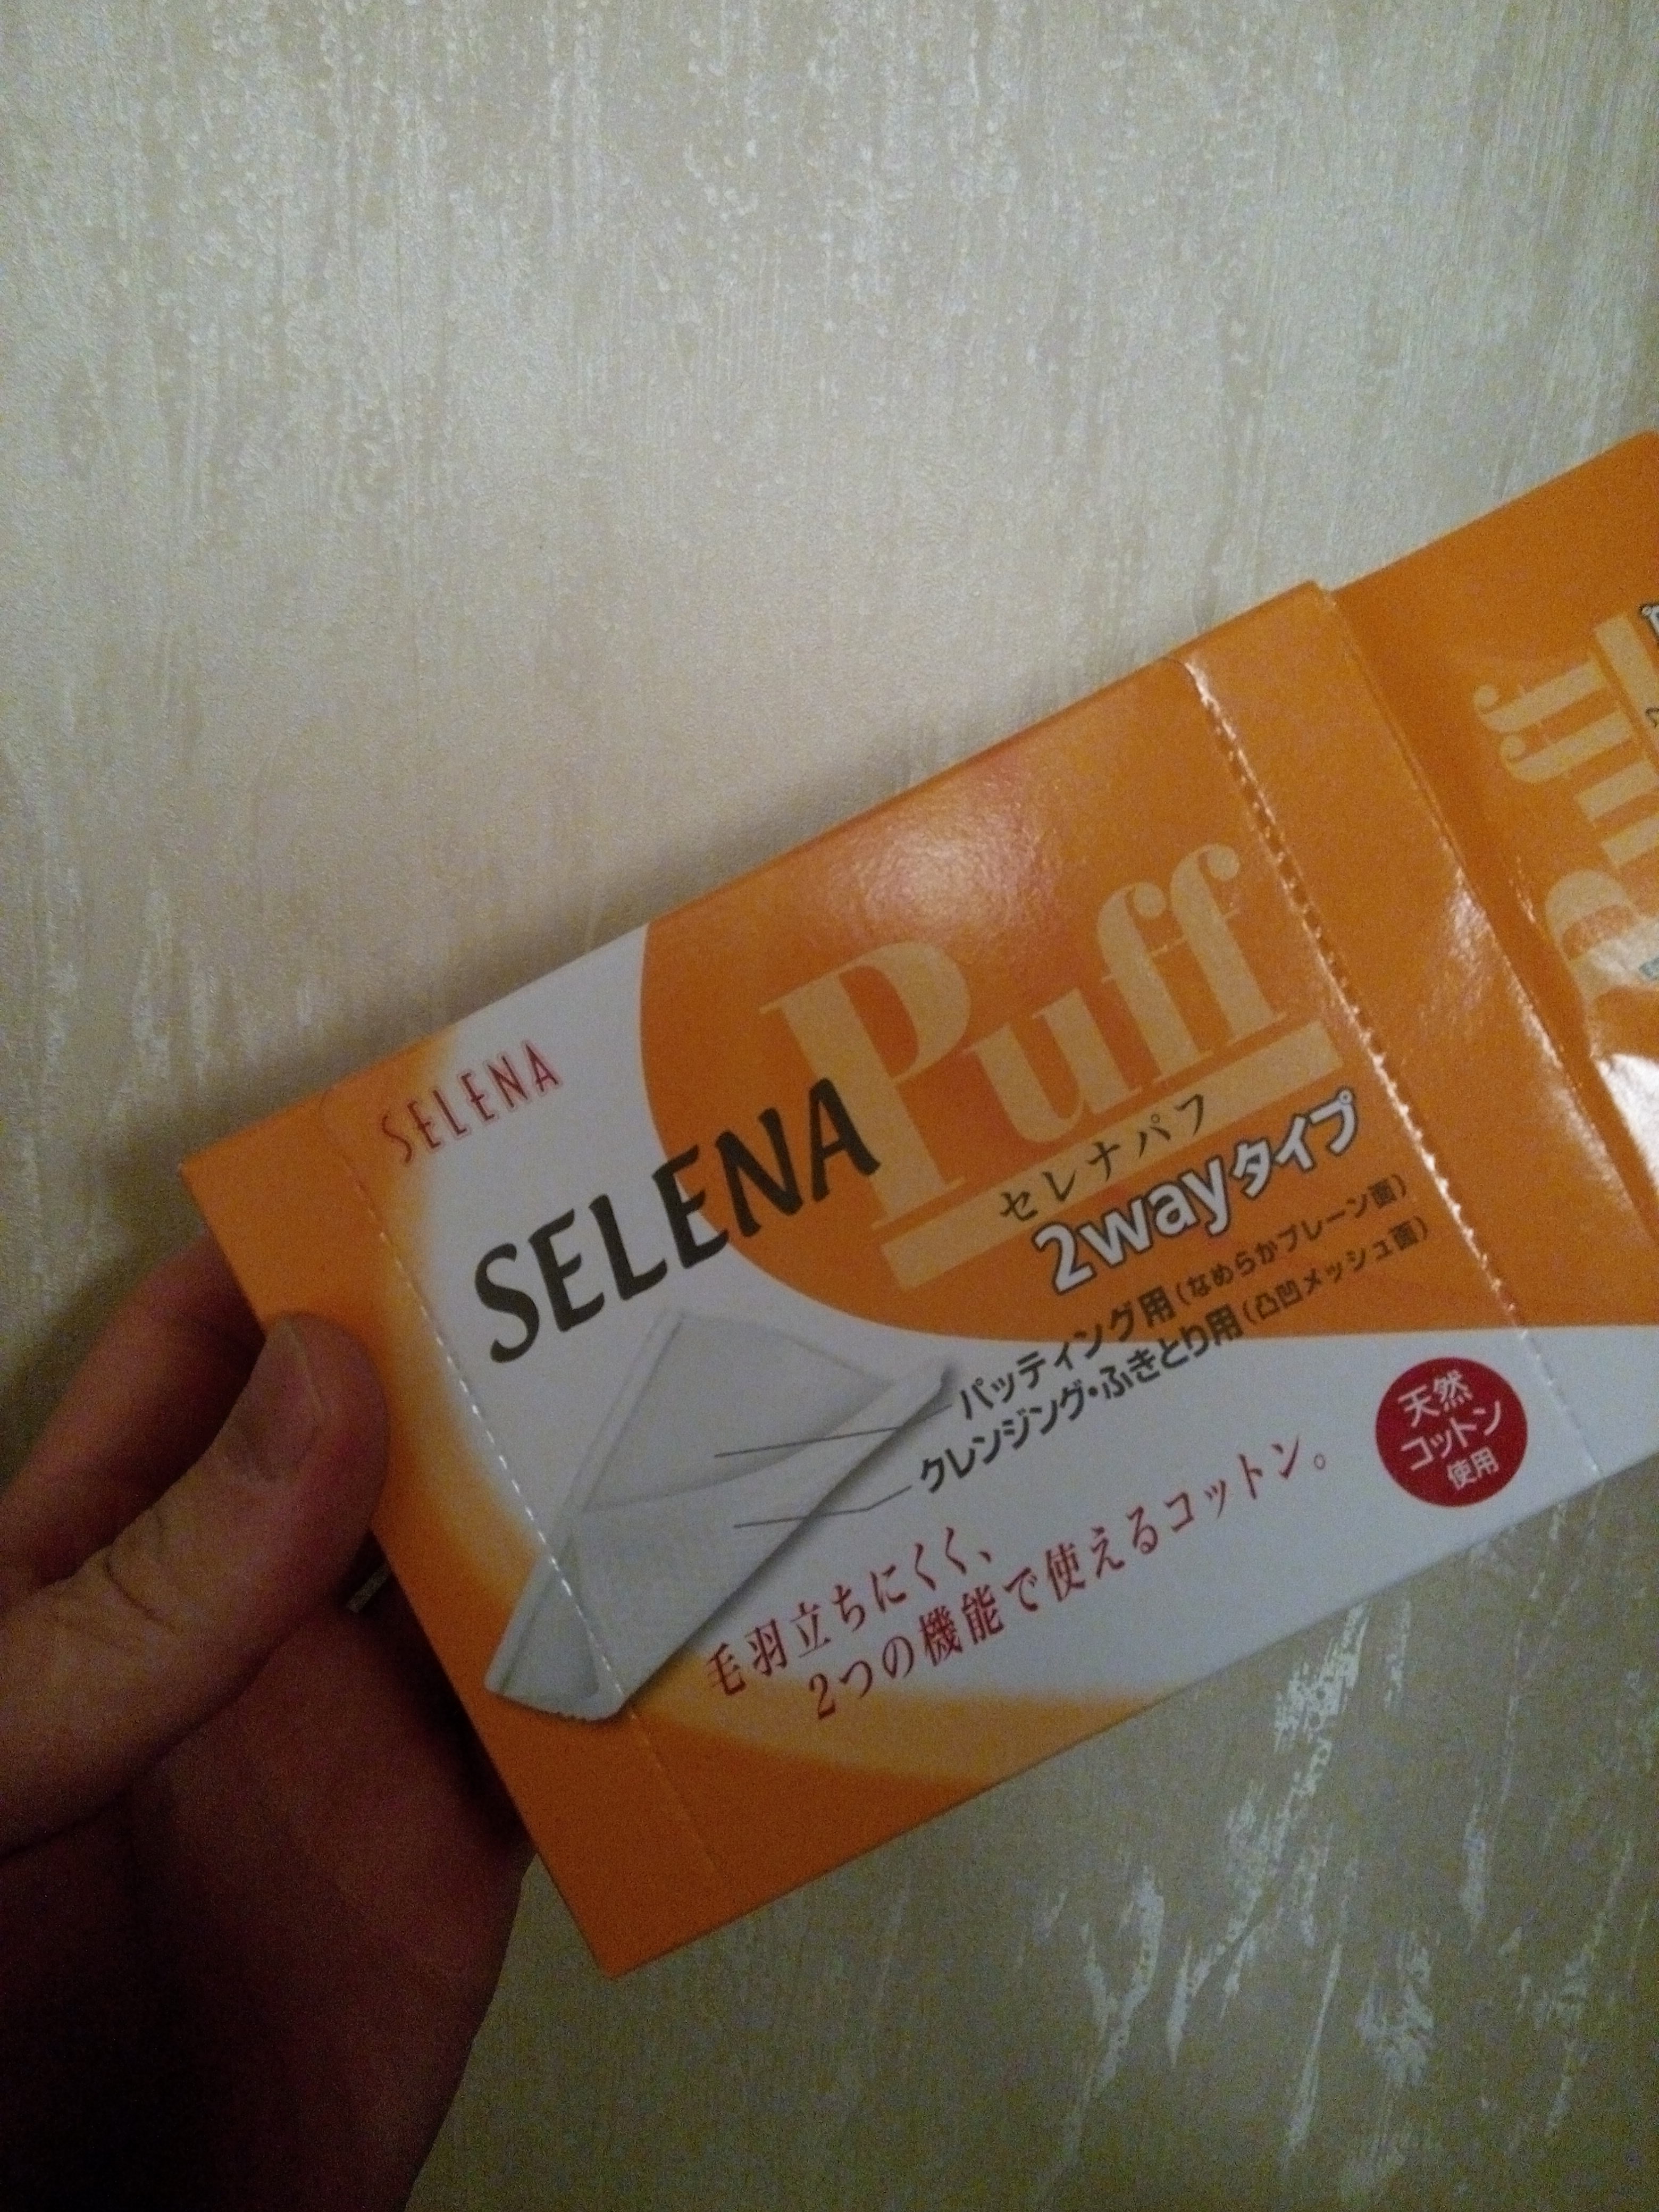 SELENA
SELENA
Puff
セレナパフ
2wayタイプ
パッティング用(なめらかプレーン面)
クレンジング・ふきとり用(凸凹メッシュ面)
毛羽立ちにくく、
2つの機能で使えるコットン。
天然
コットン
使用
Puff